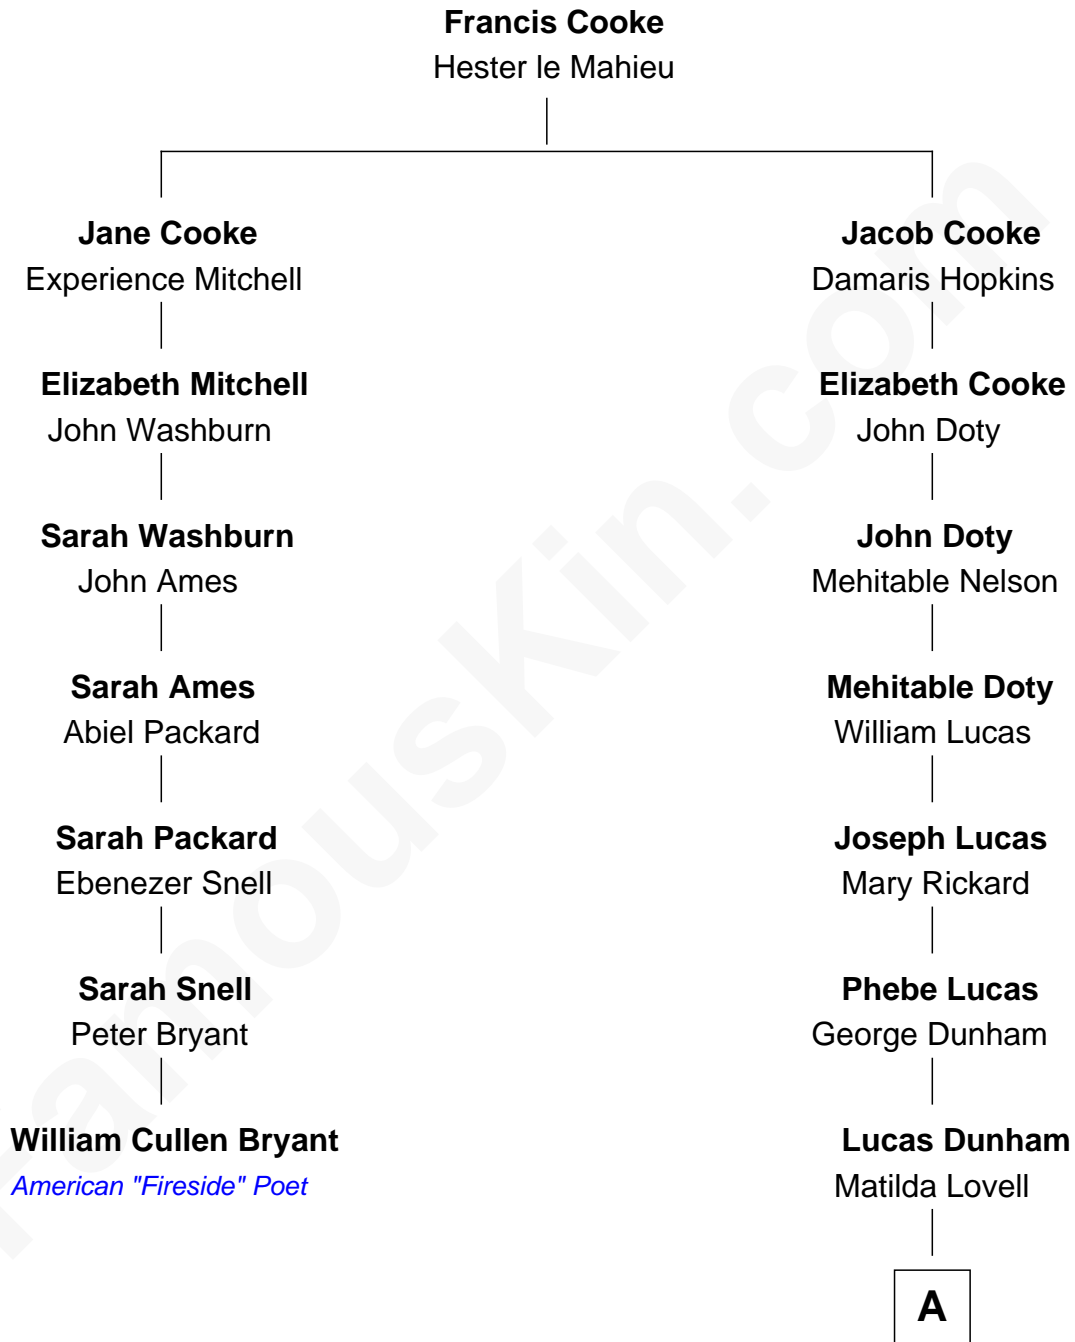 Francis Cooke
Hester le Mahieu
Jane Cooke
Experience Mitchell
Elizabeth Mitchell
John Washburn
Sarah Washburn
John Ames
Sarah Ames
Abiel Packard
Sarah Packard
Ebenezer Snell
Sarah Snell
Peter Bryant
William Cullen Bryant
American "Fireside" Poet
Jacob Cooke
Damaris Hopkins
Elizabeth Cooke
John Doty
John Doty
Mehitable Nelson
Mehitable Doty
William Lucas
Joseph Lucas
Mary Rickard
Phebe Lucas
George Dunham
Lucas Dunham
Matilda Lovell
A
FamousKin.com